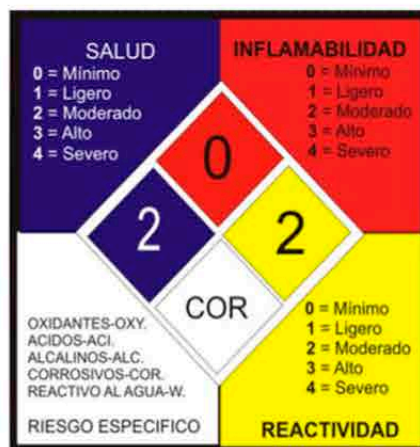 SALUD
0 = Mínimo
1 = Ligero
2 = Moderado
3 = Alto
4 = Severo
INFLAMABILIDAD
0 = Mínimo
1 = Ligero
2 = Moderado
3 = Alto
4 = Severo
0
2
2
COR
OXIDANTES-OXY.
ACIDOS-ACI.
ALCALINOS-ALC.
CORROSIVOS-COR.
REACTIVO AL AGUA-W.
RIESGO ESPECIFICO
0 = Mínimo
1 = Ligero
2 = Moderado
3 = Alto
4 = Severo
REACTIVIDAD